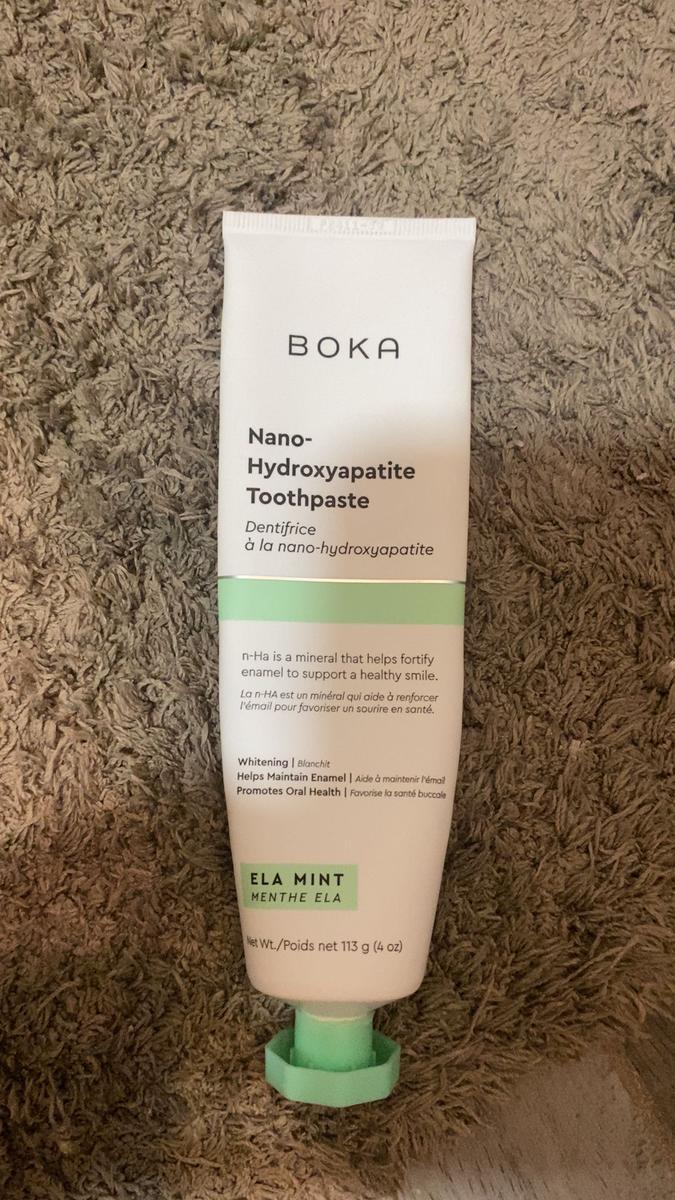 BOKA
Nano-
Hydroxyapatite
Toothpaste
Dentifrice
à la nano-hydroxyapatite
n-Ha is a mineral that helps fortify
enamel to support a healthy smile.
La n-HA est un minéral qui aide à renforcer
l'émail pour favoriser un sourire en santé.
Whitening | Blanchit
Helps Maintain Enamel | Aide à maintenir l'émail
Promotes Oral Health | Favorise la santé buccale
ELA MINT
MENTHE ELA
Net Wt./Poids net 113 g (4 oz)